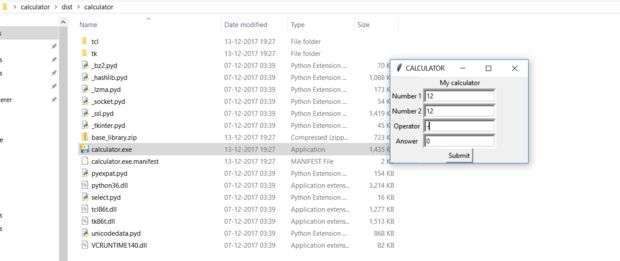 calculator > dist > calculator
Name Date modified Type Size
tcl 13-12-2017 19:27 File folder
tk 13-12-2017 19:27 File folder
_bz2.pyd 07-12-2017 03:39 Python Extension ... 70 K
_hashlib.pyd 07-12-2017 03:39 Python Extension ... 1,088 K
_lzma.pyd 07-12-2017 03:39 Python Extension ... 173 K
_socket.pyd 07-12-2017 03:39 Python Extension ... 54 K
_ssl.pyd 07-12-2017 03:39 Python Extension ... 1,419 K
_tkinter.pyd 07-12-2017 03:39 Python Extension ... 45 K
base_library.zip 13-12-2017 19:27 Compressed (zipp... 723 K
calculator.exe 13-12-2017 19:27 Application 1,435 K
calculator.exe.manifest 13-12-2017 19:27 MANIFEST File 2 K
pyexpat.pyd 07-12-2017 03:39 Python Extension ... 154 KB
python36.dll 07-12-2017 03:39 Application extens... 3,214 KB
select.pyd 07-12-2017 03:39 Python Extension ... 16 KB
tcl86t.dll 07-12-2017 03:39 Application extens... 1,277 KB
tk86t.dll 07-12-2017 03:39 Application extens... 1,513 KB
unicodedata.pyd 07-12-2017 03:39 Python Extension ... 868 KB
VCRUNTIME140.dll 07-12-2017 03:39 Application extens... 82 KB
CALCULATOR
My calculator
Number 1 12
Number 2 12
Operator -
Answer 0
Submit